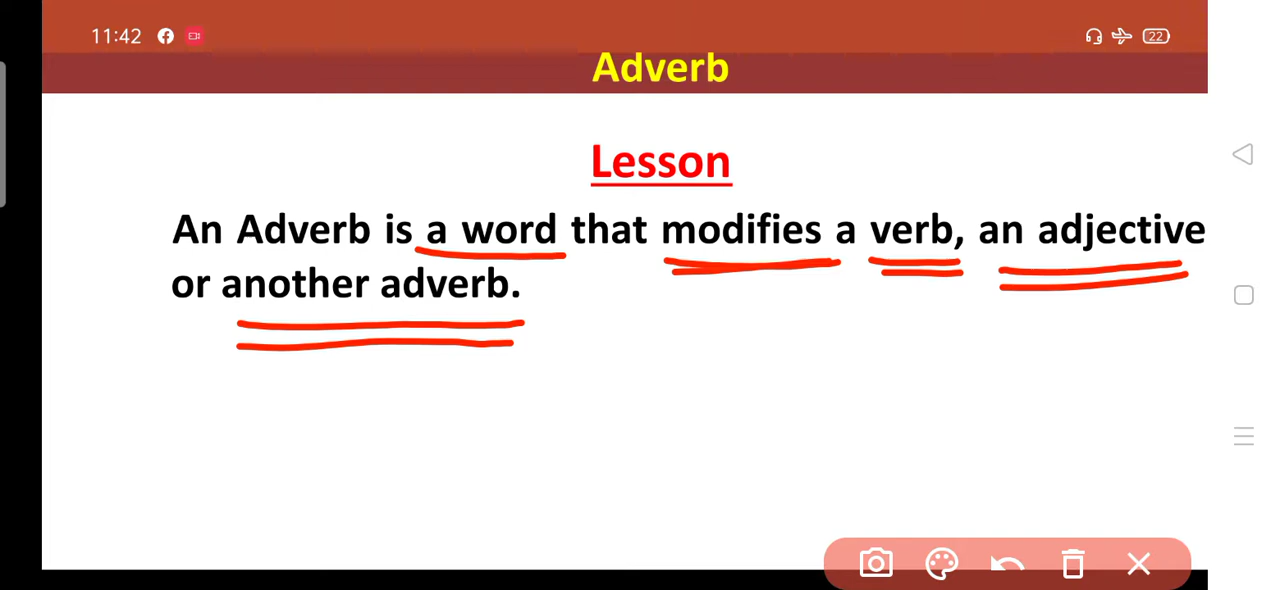 11:42
22
Adverb
Lesson
An Adverb is a word that modifies a verb, an adjective
or another adverb.